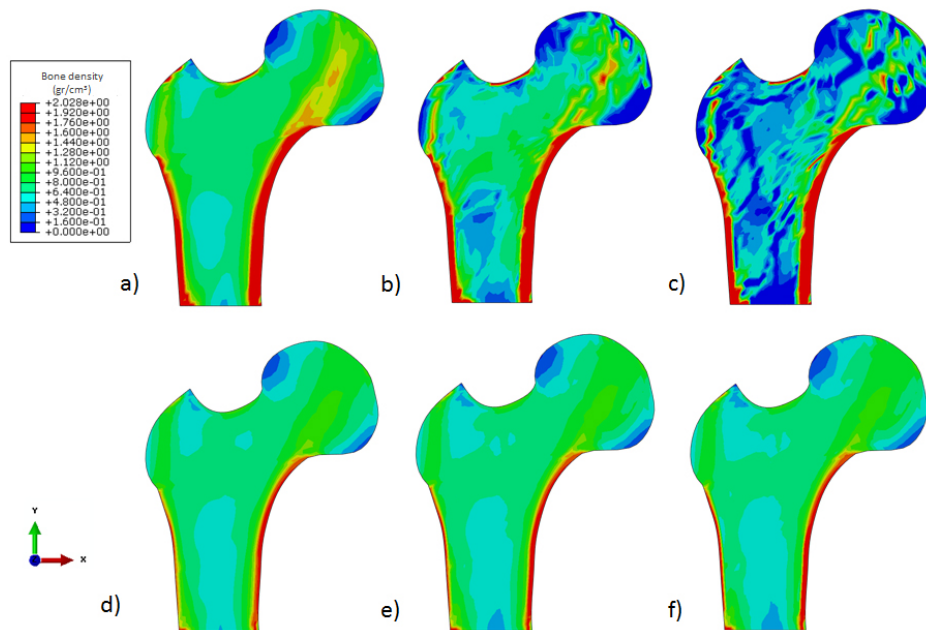 Bone density
(gr/cm³)
+2.028e+00
+1.920e+00
+1.760e+00
+1.600e+00
+1.440e+00
+1.280e+00
+1.120e+00
+9.600e-01
+8.000e-01
+6.400e-01
+4.800e-01
+3.200e-01
+1.600e-01
+0.000e+00
a)
b)
c)
Y
X
d)
e)
f)